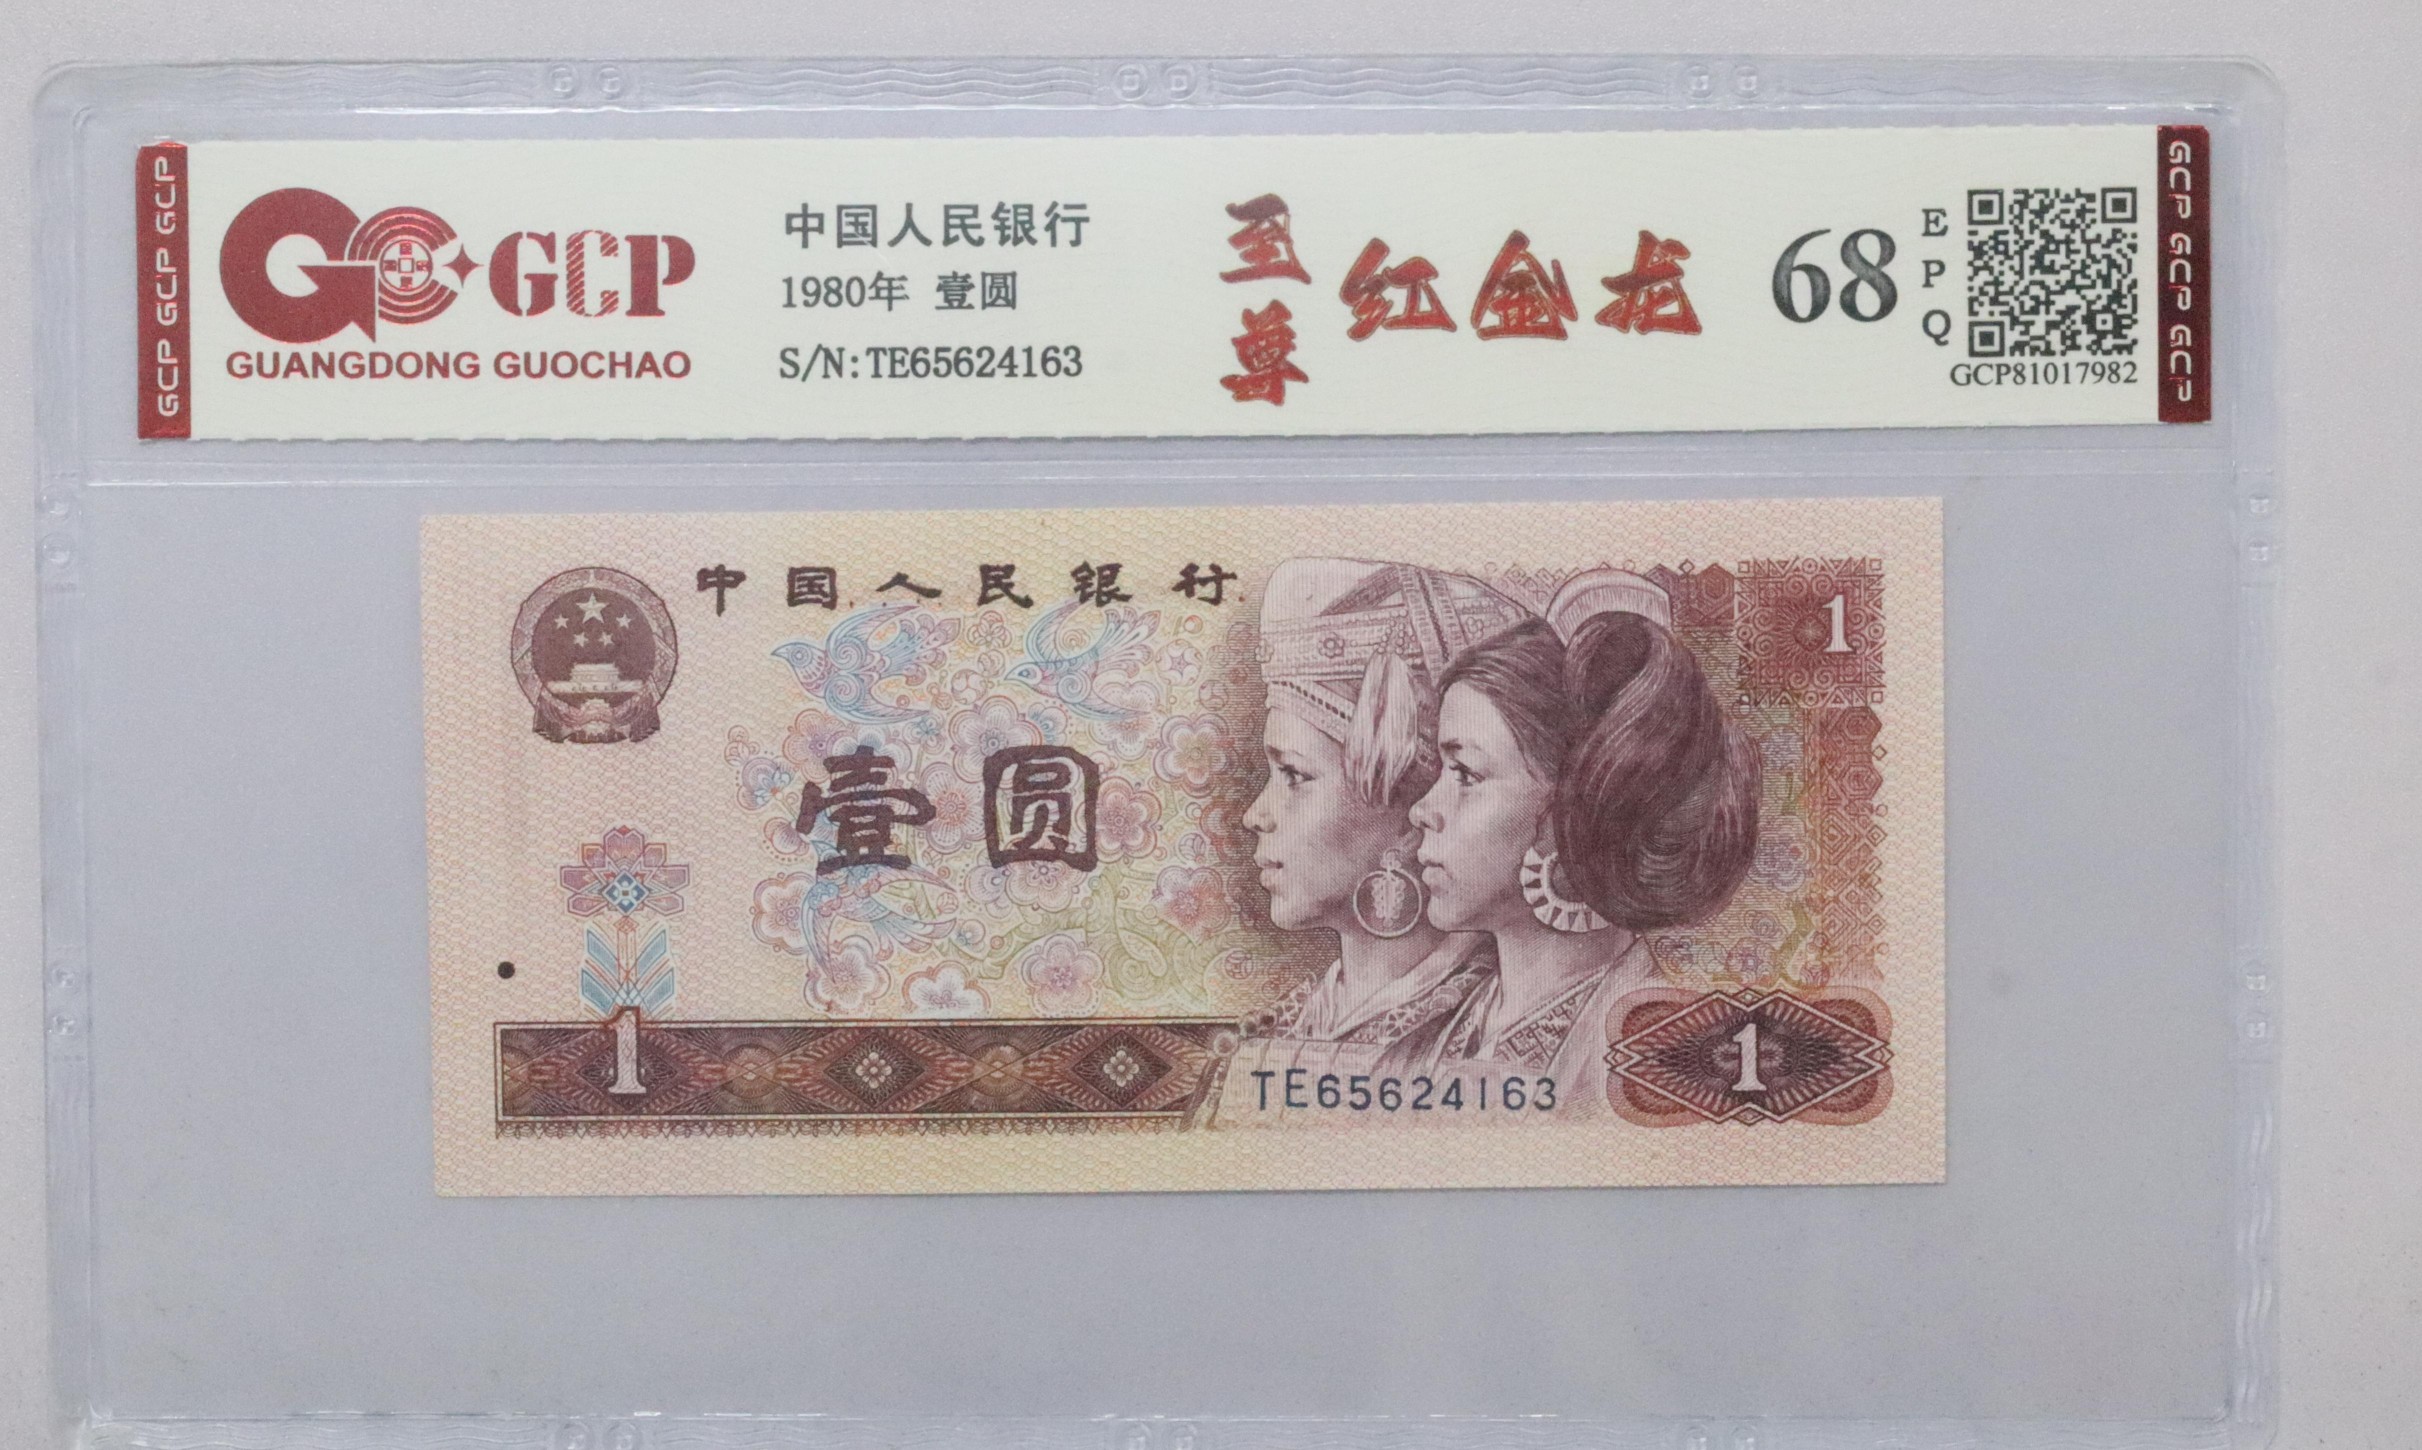 GCP GCP GCP
GCP
GUANGDONG GUOCHAO
中国人民银行
1980年 壹圆
S/N:TE65624163
至尊
红金龙
68
EPQ
GCP81017982
GCP GCP GCP
中国人民银行
1
壹圆
1
TE65624163
1